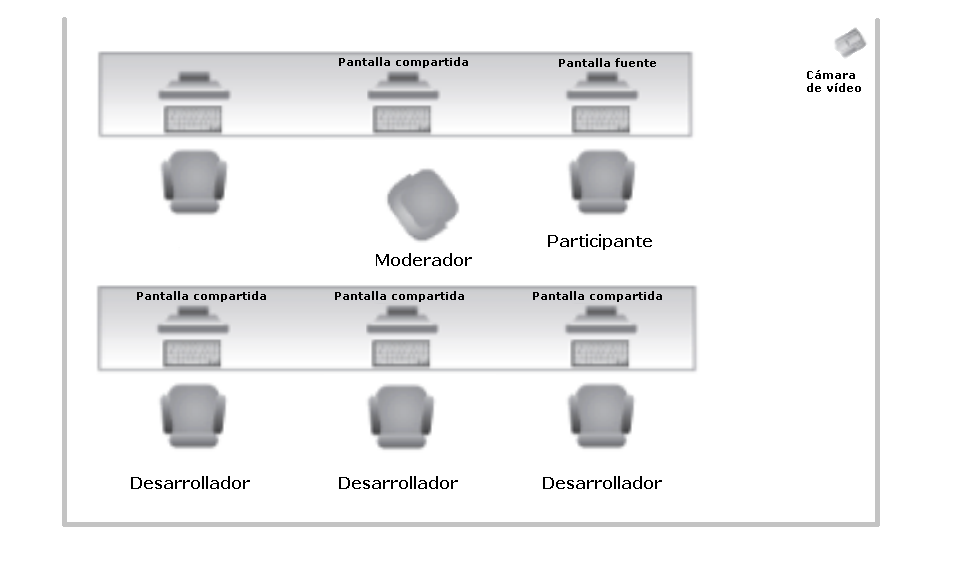 Pantalla compartida
Pantalla fuente
Cámara
de vídeo
Participante
Moderador
Pantalla compartida
Pantalla compartida
Pantalla compartida
Desarrollador
Desarrollador
Desarrollador